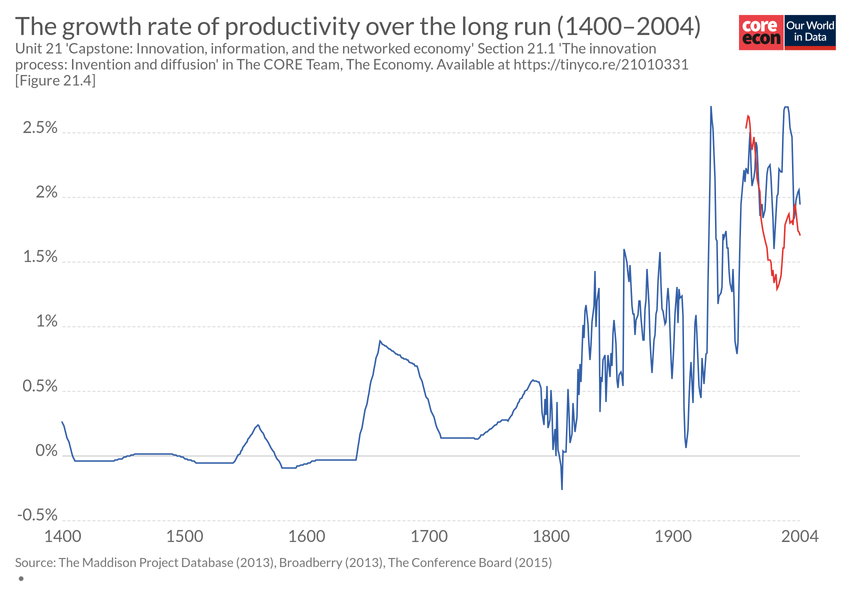 The growth rate of productivity over the long run (1400–2004)
core
econ
Our World
in Data
Unit 21 'Capstone: Innovation, information, and the networked economy' Section 21.1 'The innovation
process: Invention and diffusion' in The CORE Team, The Economy. Available at https://tinyco.re/21010331
[Figure 21.4]
2.5%
2%
1.5%
1%
0.5%
0%
-0.5%
1400 1500 1600 1700 1800 1900 2004
Source: The Maddison Project Database (2013), Broadberry (2013), The Conference Board (2015)
•